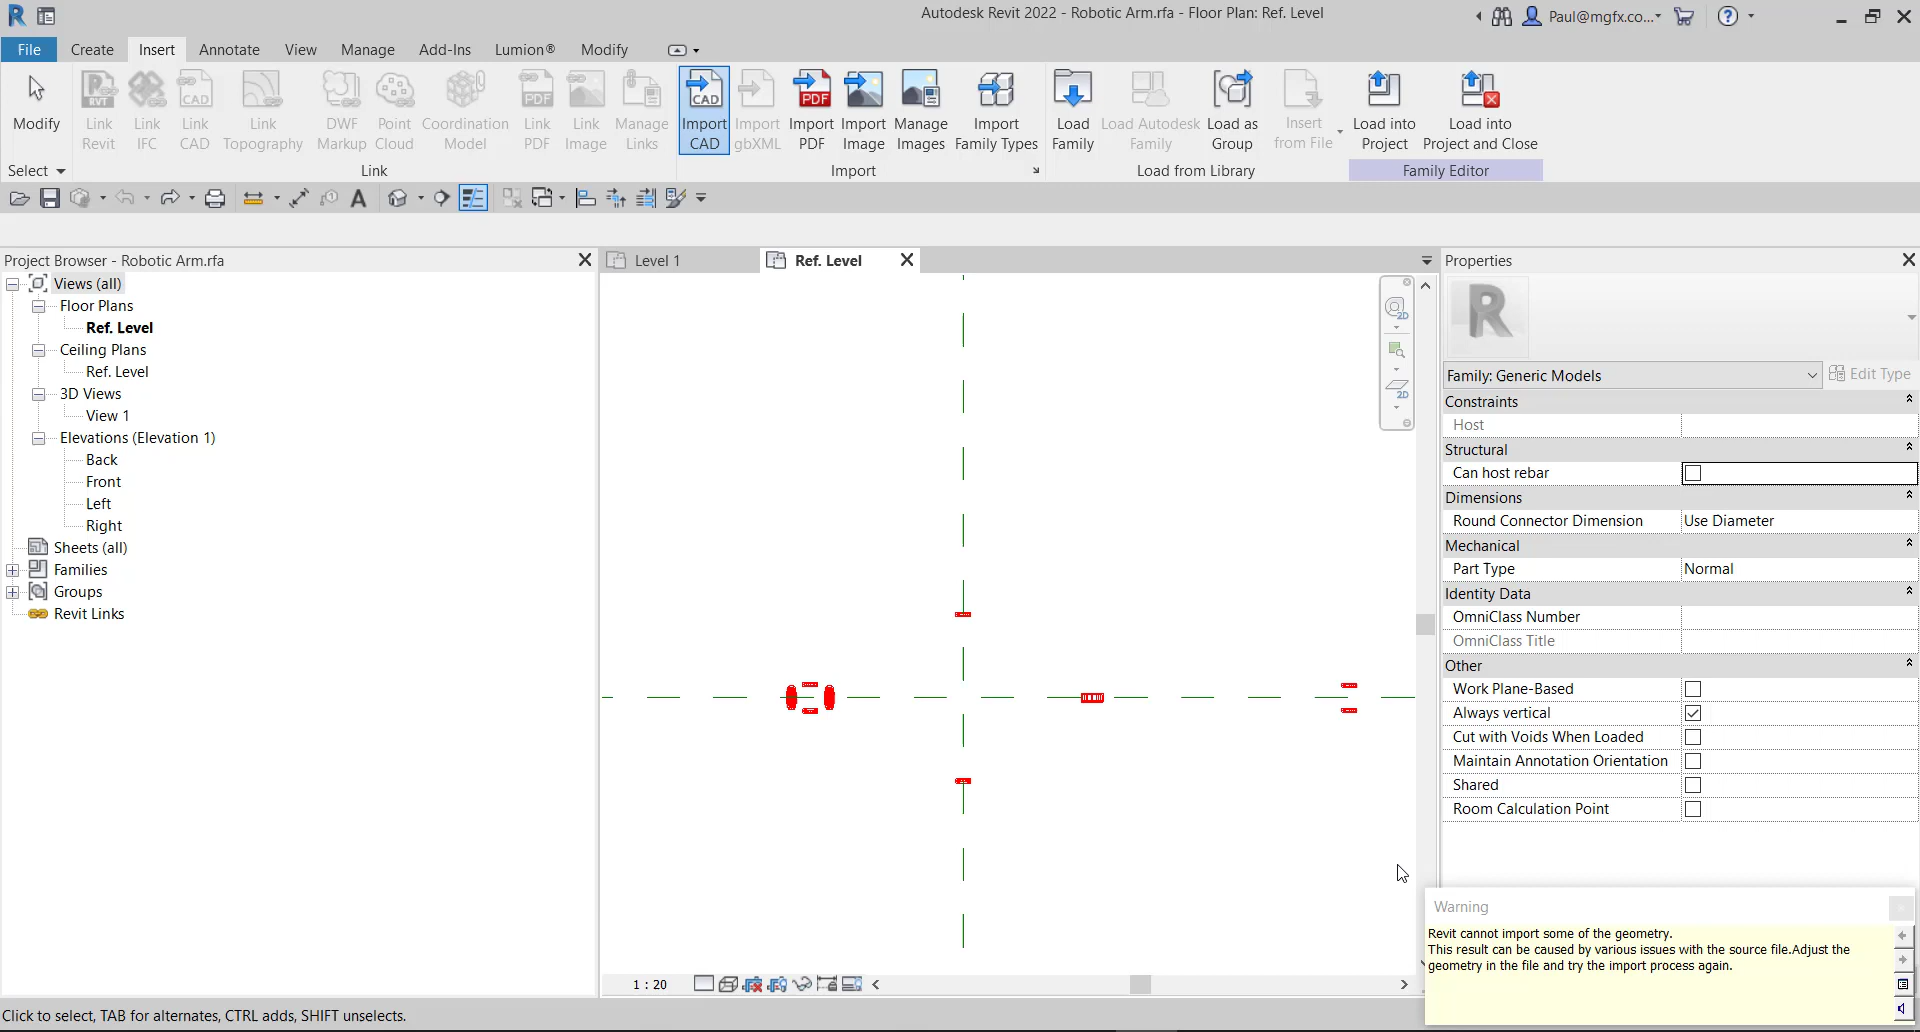 Autodesk Revit 2022 - Robotic Arm.rfa - Floor Plan: Ref. Level
Paul@mgfx.co...
File Create Insert Annotate View Manage Add-Ins Lumion® Modify
Modify
Link Revit
Link IFC
Link CAD
Link Topography
DWF Markup
Point Cloud
Coordination Model
Link PDF
Link Image
Manage Links
Import CAD
Import gbXML
Import PDF
Import Image
Manage Images
Import Family Types
Load Family
Load Autodesk Family
Load as Group
Insert from File
Load into Project
Load into Project and Close
Select Link Import Load from Library Family Editor
Project Browser - Robotic Arm.rfa
Views (all)
Floor Plans
Ref. Level
Ceiling Plans
Ref. Level
3D Views
View 1
Elevations (Elevation 1)
Back
Front
Left
Right
Sheets (all)
Families
Groups
Revit Links
Level 1
Ref. Level
2D
2D
1 : 20
Properties
Family: Generic Models
Edit Type
Constraints
Host
Structural
Can host rebar
Dimensions
Round Connector Dimension Use Diameter
Mechanical
Part Type Normal
Identity Data
OmniClass Number
OmniClass Title
Other
Work Plane-Based
Always vertical
Cut with Voids When Loaded
Maintain Annotation Orientation
Shared
Room Calculation Point
Warning
Revit cannot import some of the geometry.
This result can be caused by various issues with the source file.Adjust the
geometry in the file and try the import process again.
Click to select, TAB for alternates, CTRL adds, SHIFT unselects.